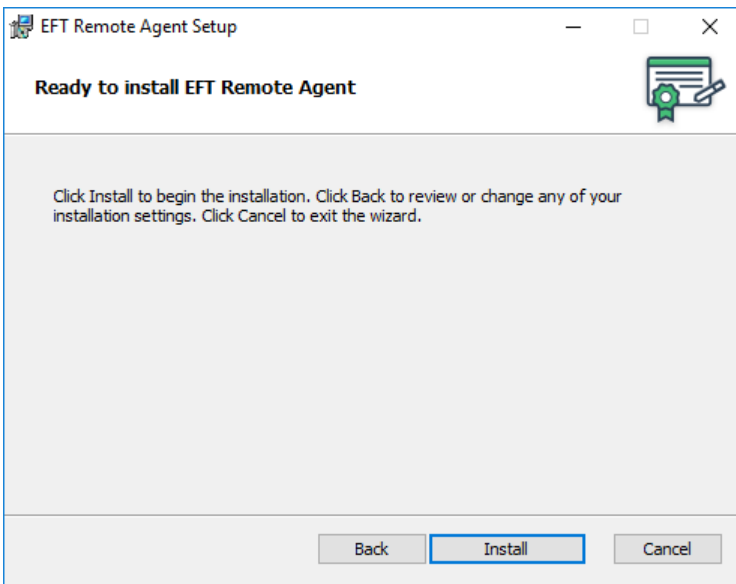 EFT Remote Agent Setup
Ready to install EFT Remote Agent
Click Install to begin the installation. Click Back to review or change any of your
installation settings. Click Cancel to exit the wizard.
Back Install Cancel